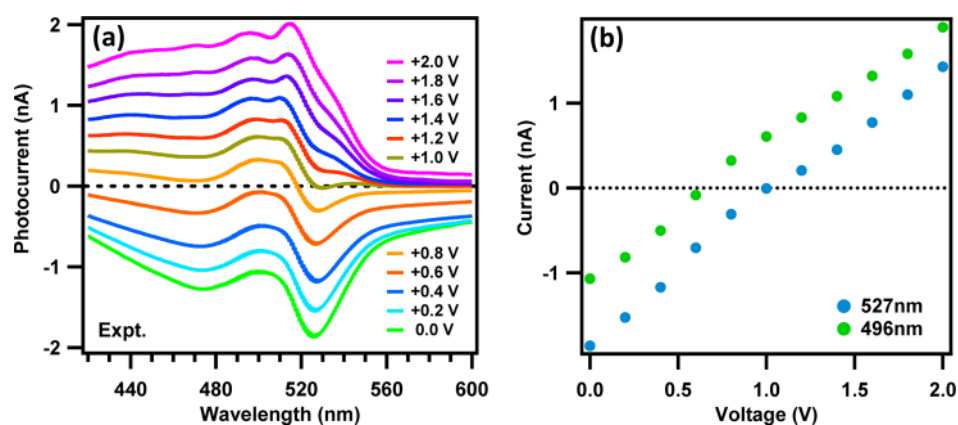 (a)
Photocurrent (nA)
2
1
0
-1
-2
+2.0 V
+1.8 V
+1.6 V
+1.4 V
+1.2 V
+1.0 V
+0.8 V
+0.6 V
+0.4 V
+0.2 V
0.0 V
Expt.
440 480 520 560 600
Wavelength (nm)
(b)
Current (nA)
1
0
-1
527nm
496nm
0.0 0.5 1.0 1.5 2.0
Voltage (V)